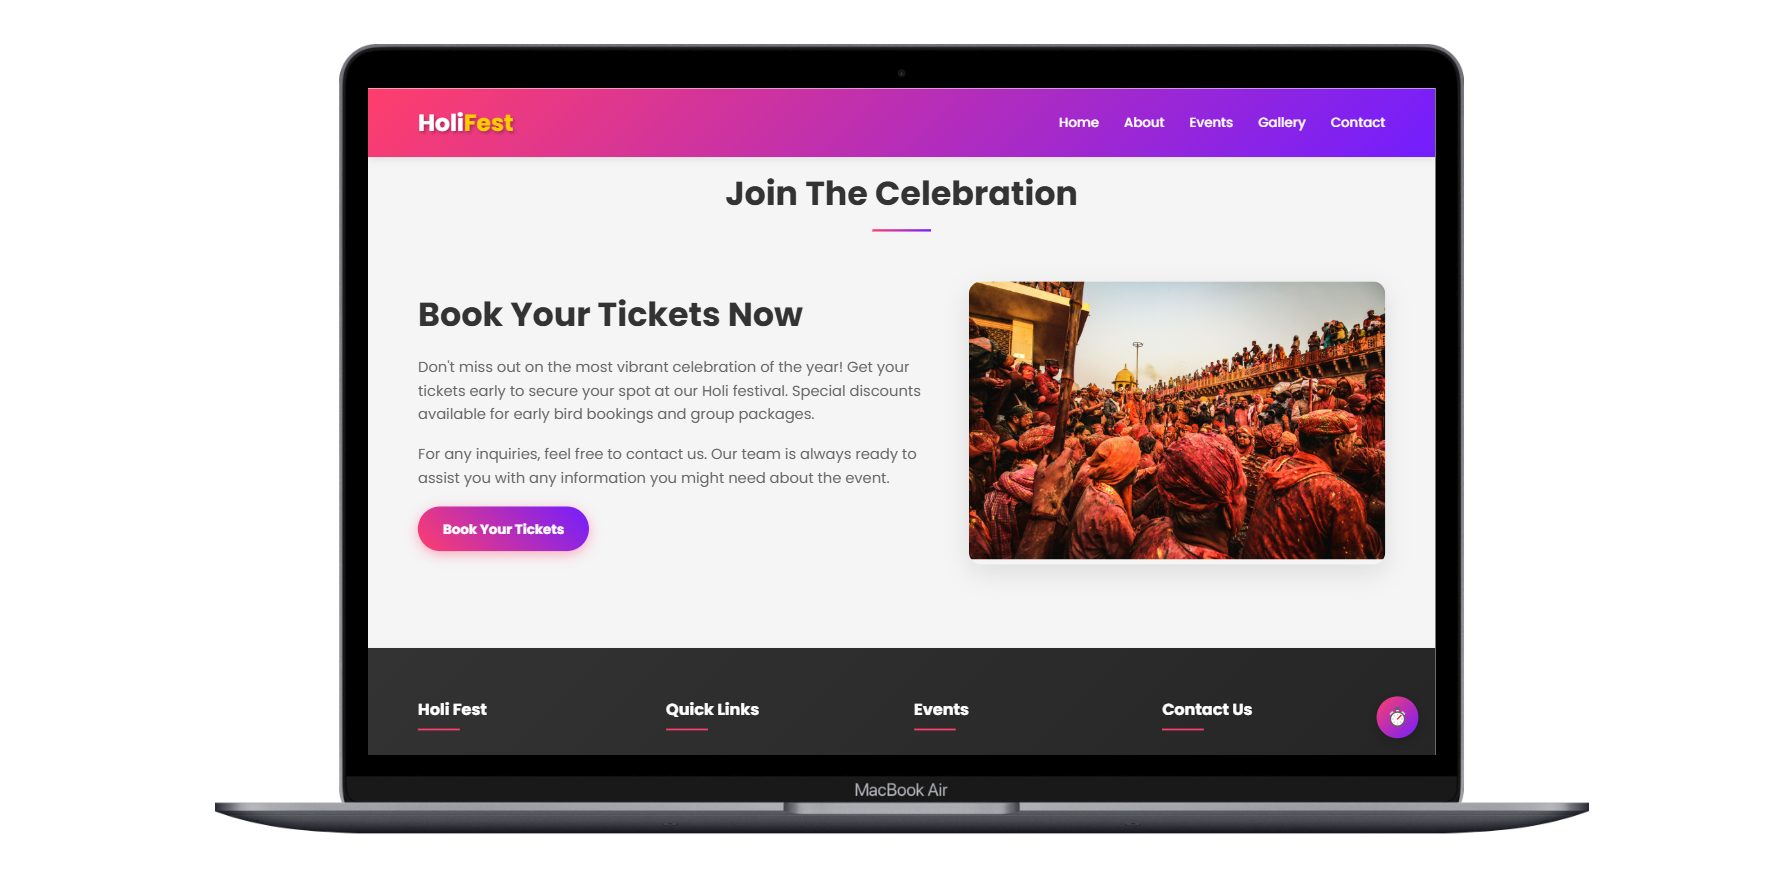 HoliFest
Home About Events Gallery Contact
Join The Celebration
Book Your Tickets Now
Don't miss out on the most vibrant celebration of the year! Get your
tickets early to secure your spot at our Holi festival. Special discounts
available for early bird bookings and group packages.
For any inquiries, feel free to contact us. Our team is always ready to
assist you with any information you might need about the event.
Book Your Tickets
Holi Fest
Quick Links
Events
Contact Us
MacBook Air